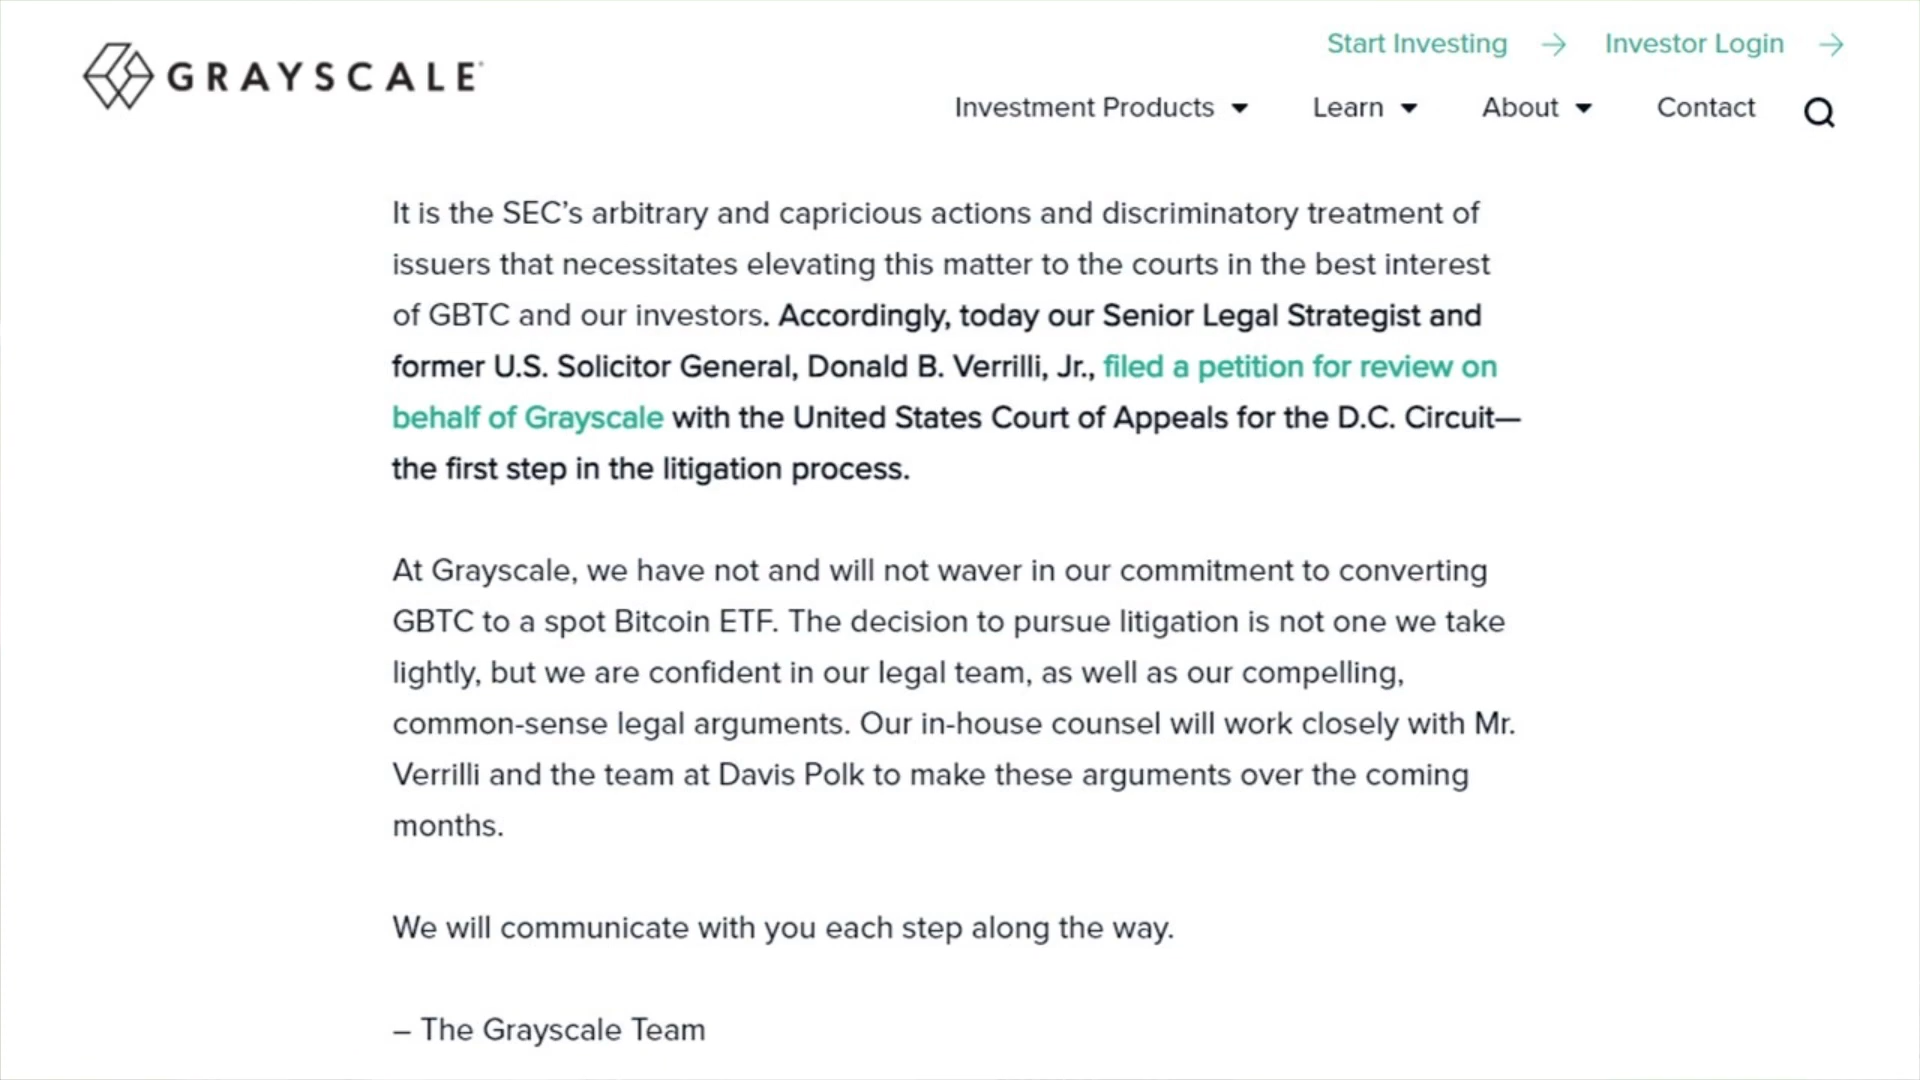 Start Investing → Investor Login →
GRAYSCALE
Investment Products Learn About Contact
It is the SEC’s arbitrary and capricious actions and discriminatory treatment of
issuers that necessitates elevating this matter to the courts in the best interest
of GBTC and our investors. Accordingly, today our Senior Legal Strategist and
former U.S. Solicitor General, Donald B. Verrilli, Jr., filed a petition for review on
behalf of Grayscale with the United States Court of Appeals for the D.C. Circuit—
the first step in the litigation process.
At Grayscale, we have not and will not waver in our commitment to converting
GBTC to a spot Bitcoin ETF. The decision to pursue litigation is not one we take
lightly, but we are confident in our legal team, as well as our compelling,
common-sense legal arguments. Our in-house counsel will work closely with Mr.
Verrilli and the team at Davis Polk to make these arguments over the coming
months.
We will communicate with you each step along the way.
– The Grayscale Team